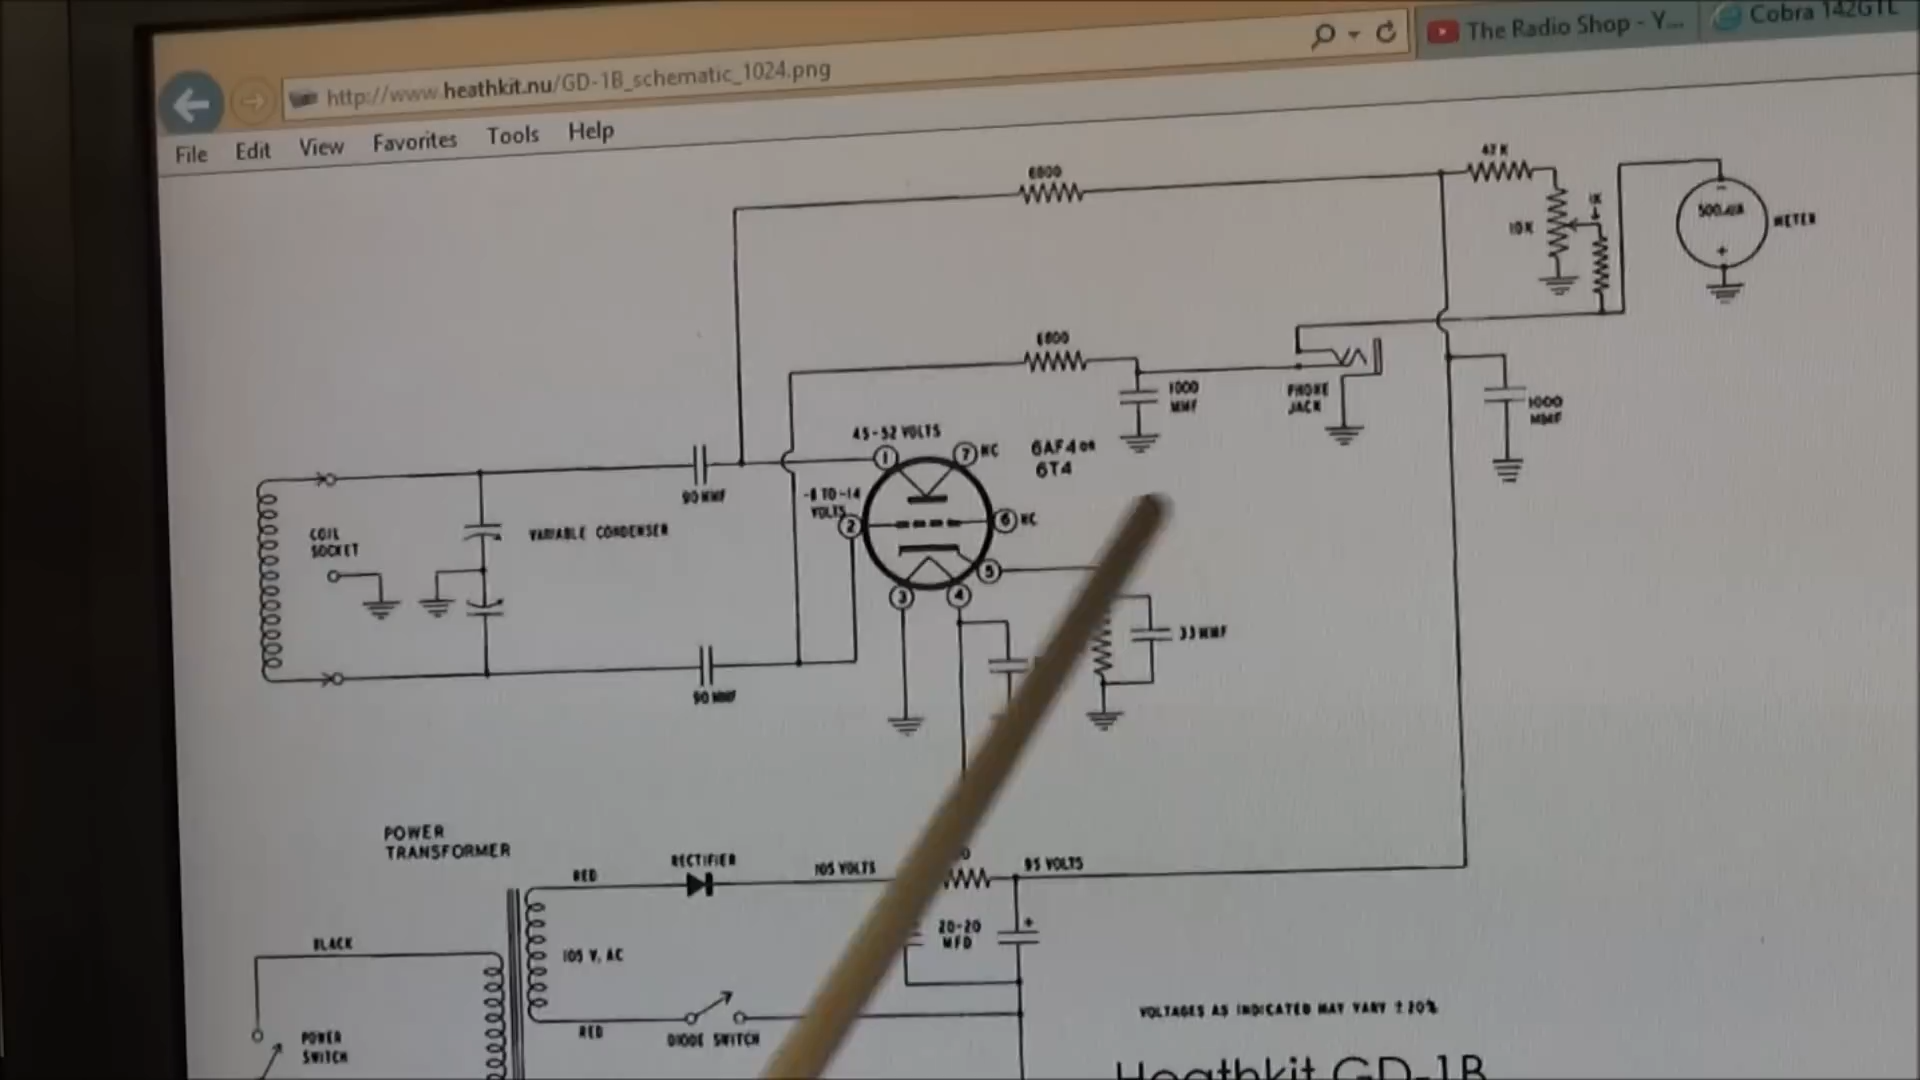 The Radio Shop - Y...
Cobra 142GTL
http://www.heathkit.nu/GD-1B_schematic_1024.png
File Edit View Favorites Tools Help
6800
47K
10K
1K
500UA
METER
-
+
6800
1000
MMF
PHONE
JACK
1000
MMF
45-52 VOLTS
1
7
NC
6AF4 OR
6T4
90 MMF
-8 TO -14
VOLTS
2
6
NC
COIL
SOCKET
VARIABLE CONDENSER
5
3
4
33 MMF
90 MMF
POWER
TRANSFORMER
RED
RECTIFIER
105 VOLTS
95 VOLTS
BLACK
105 V. AC
20-20
MFD
+
RED
DIODE SWITCH
POWER
SWITCH
VOLTAGES AS INDICATED MAY VARY ±20%
Heathkit GD-1B